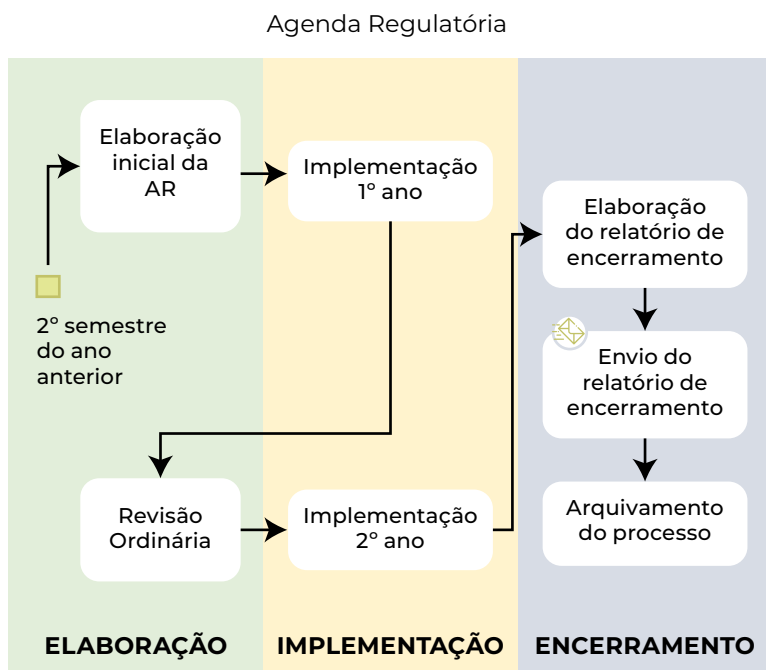 Agenda Regulatória
Elaboração
inicial da
AR
2º semestre
do ano
anterior
Implementação
1º ano
Revisão
Ordinária
Implementação
2º ano
Elaboração
do relatório de
encerramento
Envio do
relatório de
encerramento
Arquivamento
do processo
ELABORAÇÃO
IMPLEMENTAÇÃO
ENCERRAMENTO